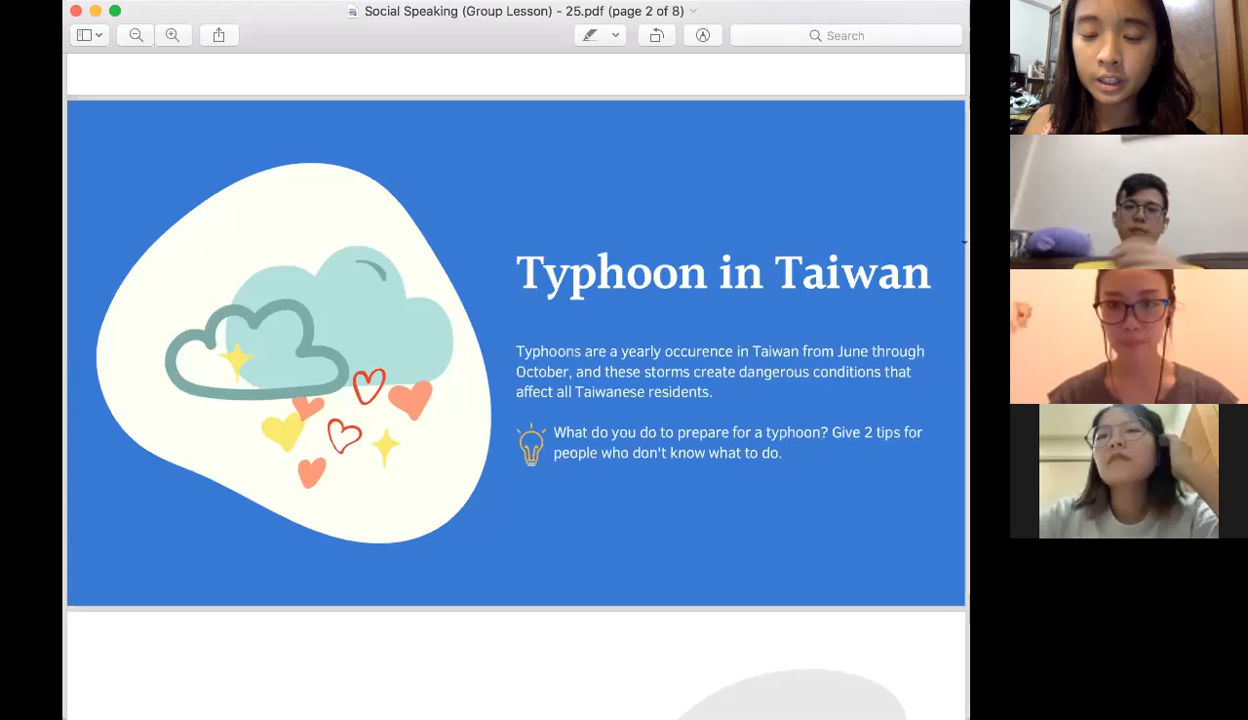 Social Speaking (Group Lesson) - 25.pdf (page 2 of 8)
Search
Typhoon in Taiwan
Typhoons are a yearly occurence in Taiwan from June through
October, and these storms create dangerous conditions that
affect all Taiwanese residents.
What do you do to prepare for a typhoon? Give 2 tips for
people who don't know what to do.